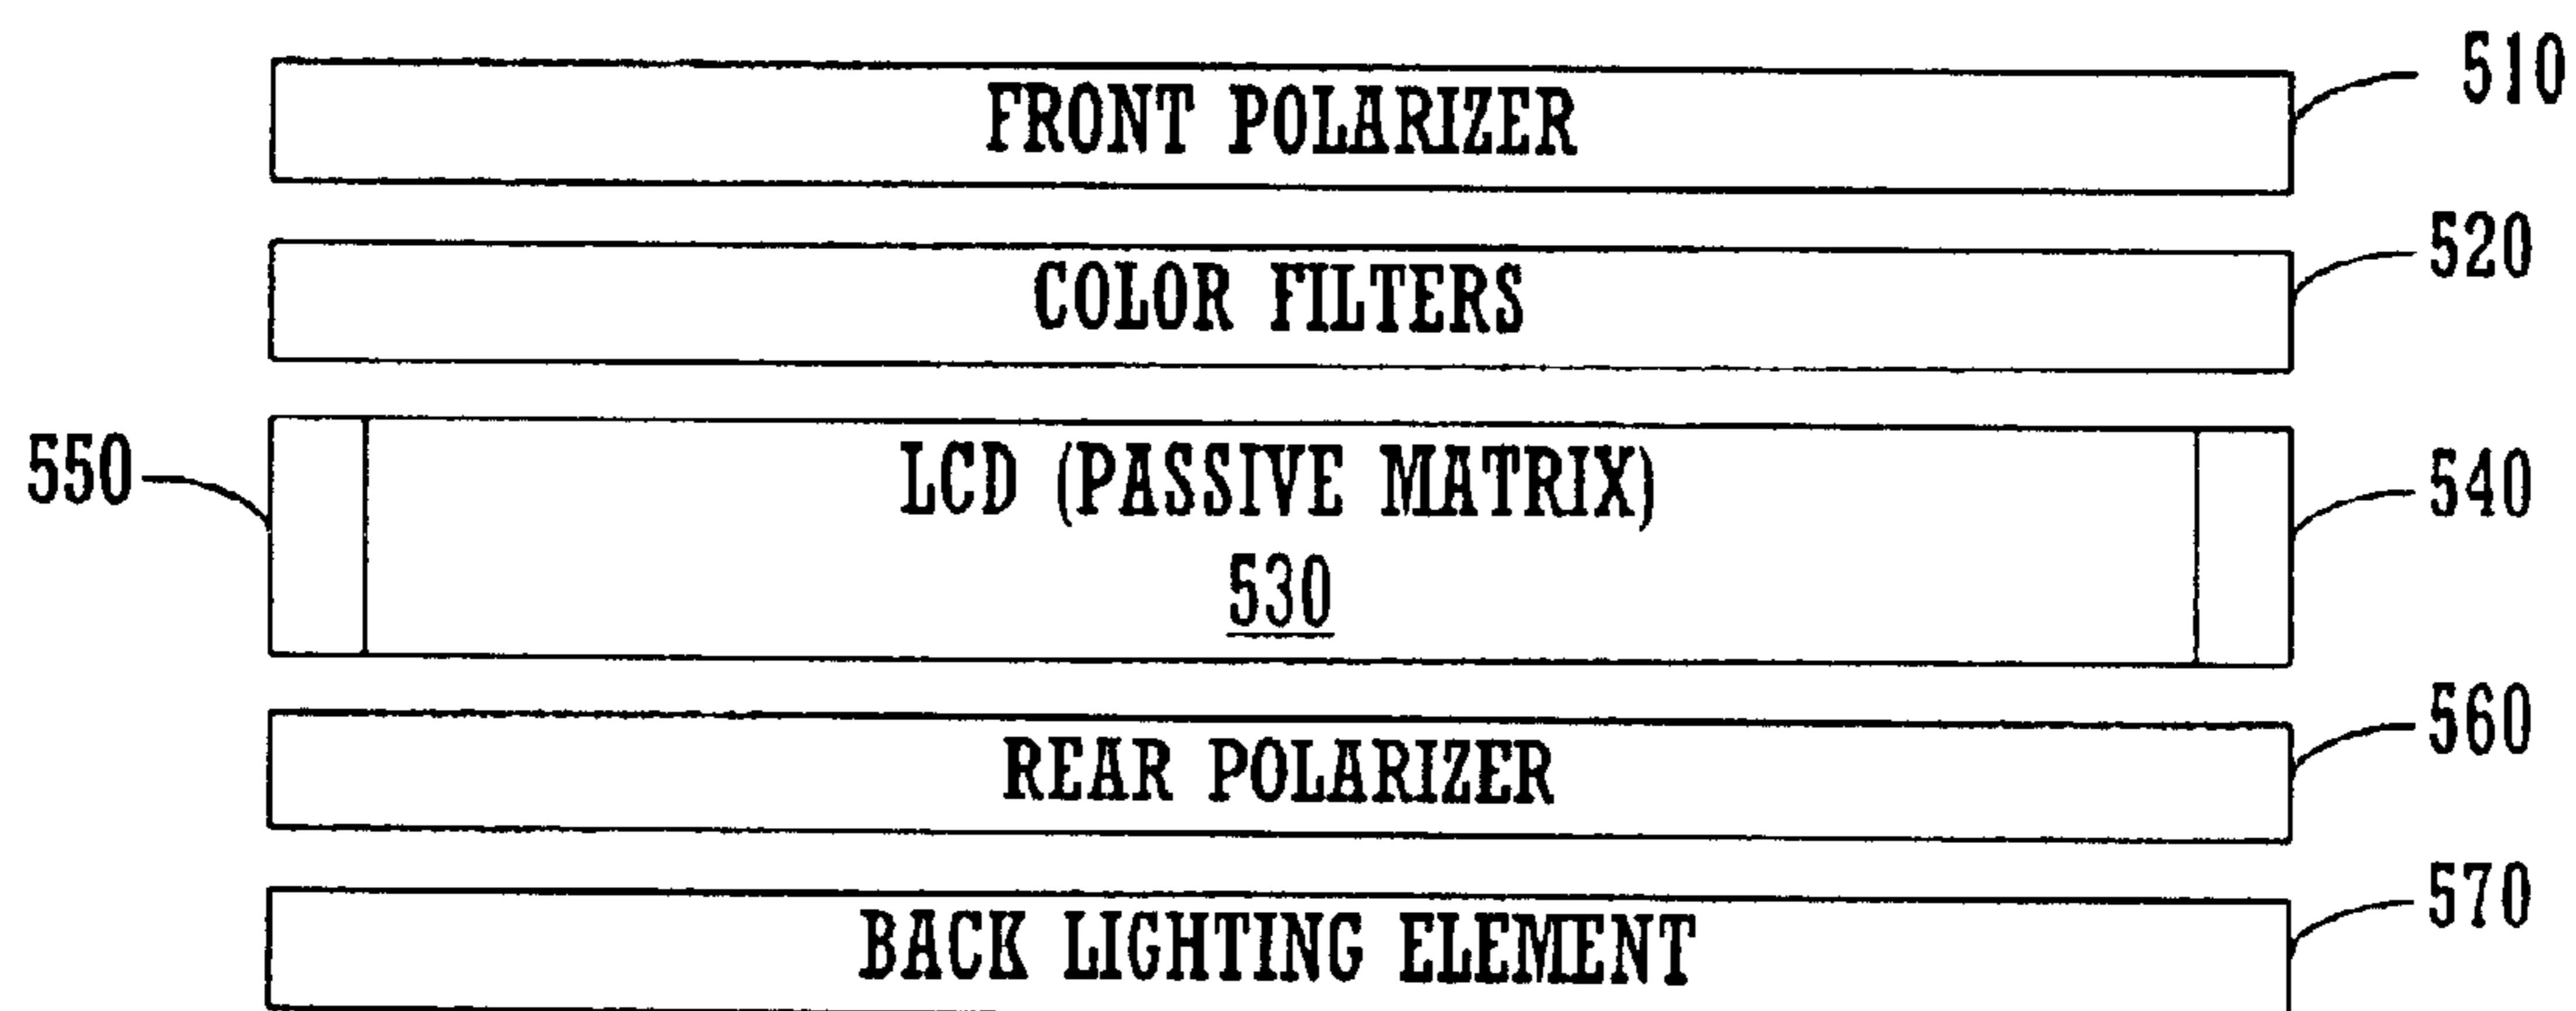 FRONT POLARIZER
510
COLOR FILTERS
520
550
LCD (PASSIVE MATRIX)
530
540
REAR POLARIZER
560
BACK LIGHTING ELEMENT
570